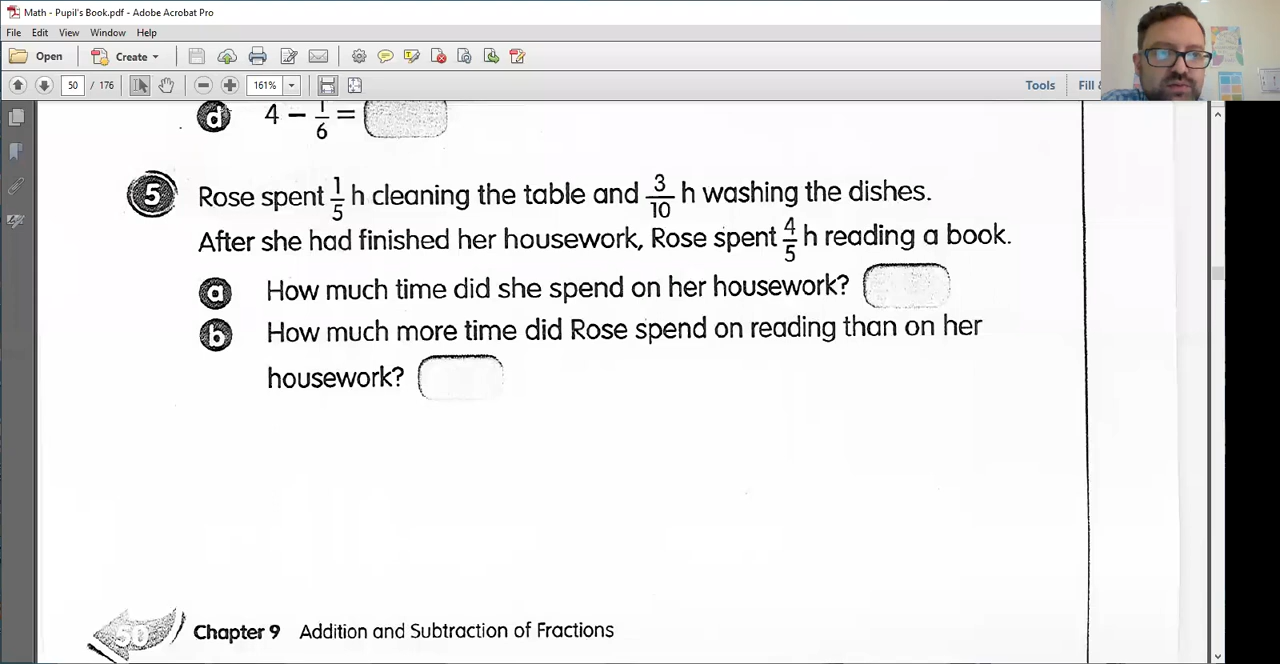 Math - Pupil's Book.pdf - Adobe Acrobat Pro
File Edit View Window Help
Open Create
50 / 176 161% Tools Fill &
d 4 − 1/6 =
5 Rose spent 1/5 h cleaning the table and 3/10 h washing the dishes.
After she had finished her housework, Rose spent 4/5 h reading a book.
a How much time did she spend on her housework?
b How much more time did Rose spend on reading than on her
housework?
50 Chapter 9 Addition and Subtraction of Fractions